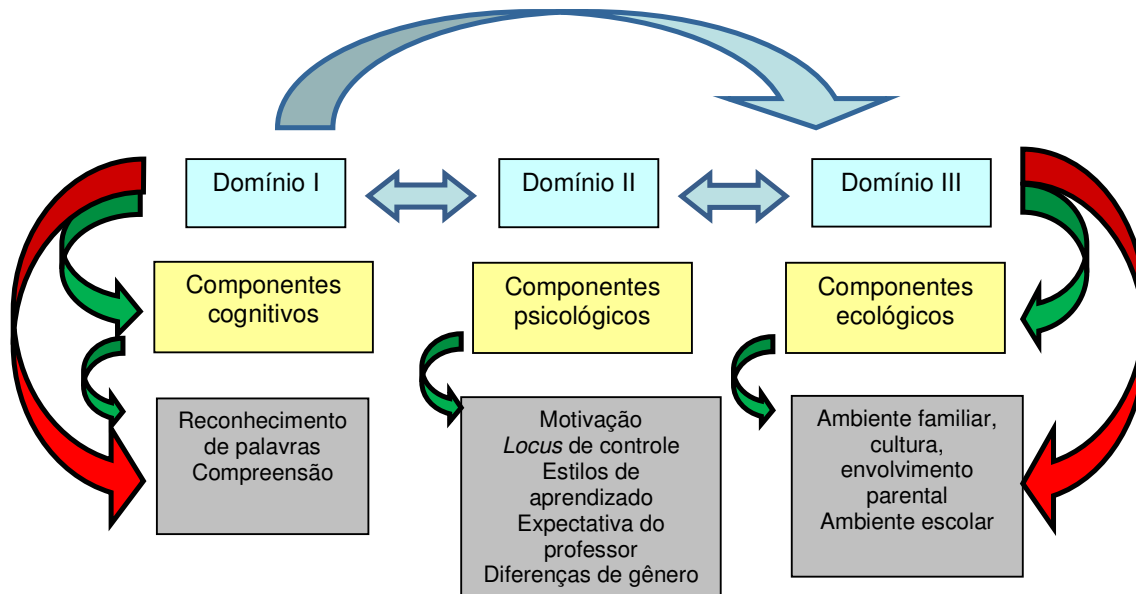 Domínio I
Domínio II
Domínio III
Componentes
cognitivos
Componentes
psicológicos
Componentes
ecológicos
Reconhecimento
de palavras
Compreensão
Motivação
Locus de controle
Estilos de
aprendizado
Expectativa do
professor
Diferenças de gênero
Ambiente familiar,
cultura,
envolvimento
parental
Ambiente escolar